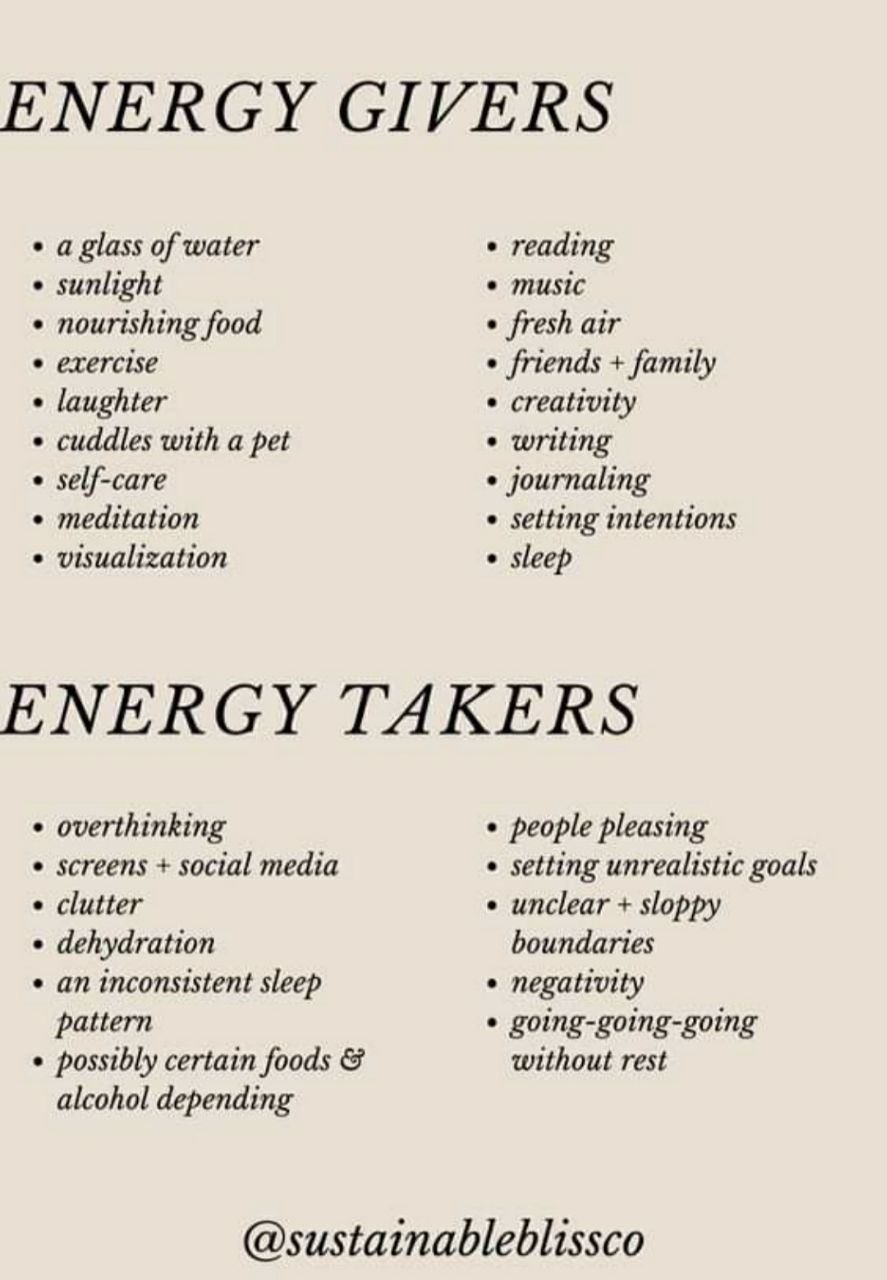 ENERGY GIVERS
• a glass of water
• sunlight
• nourishing food
• exercise
• laughter
• cuddles with a pet
• self-care
• meditation
• visualization
• reading
• music
• fresh air
• friends + family
• creativity
• writing
• journaling
• setting intentions
• sleep
ENERGY TAKERS
• overthinking
• screens + social media
• clutter
• dehydration
• an inconsistent sleep
pattern
• possibly certain foods &
alcohol depending
• people pleasing
• setting unrealistic goals
• unclear + sloppy
boundaries
• negativity
• going-going-going
without rest
@sustainableblissco